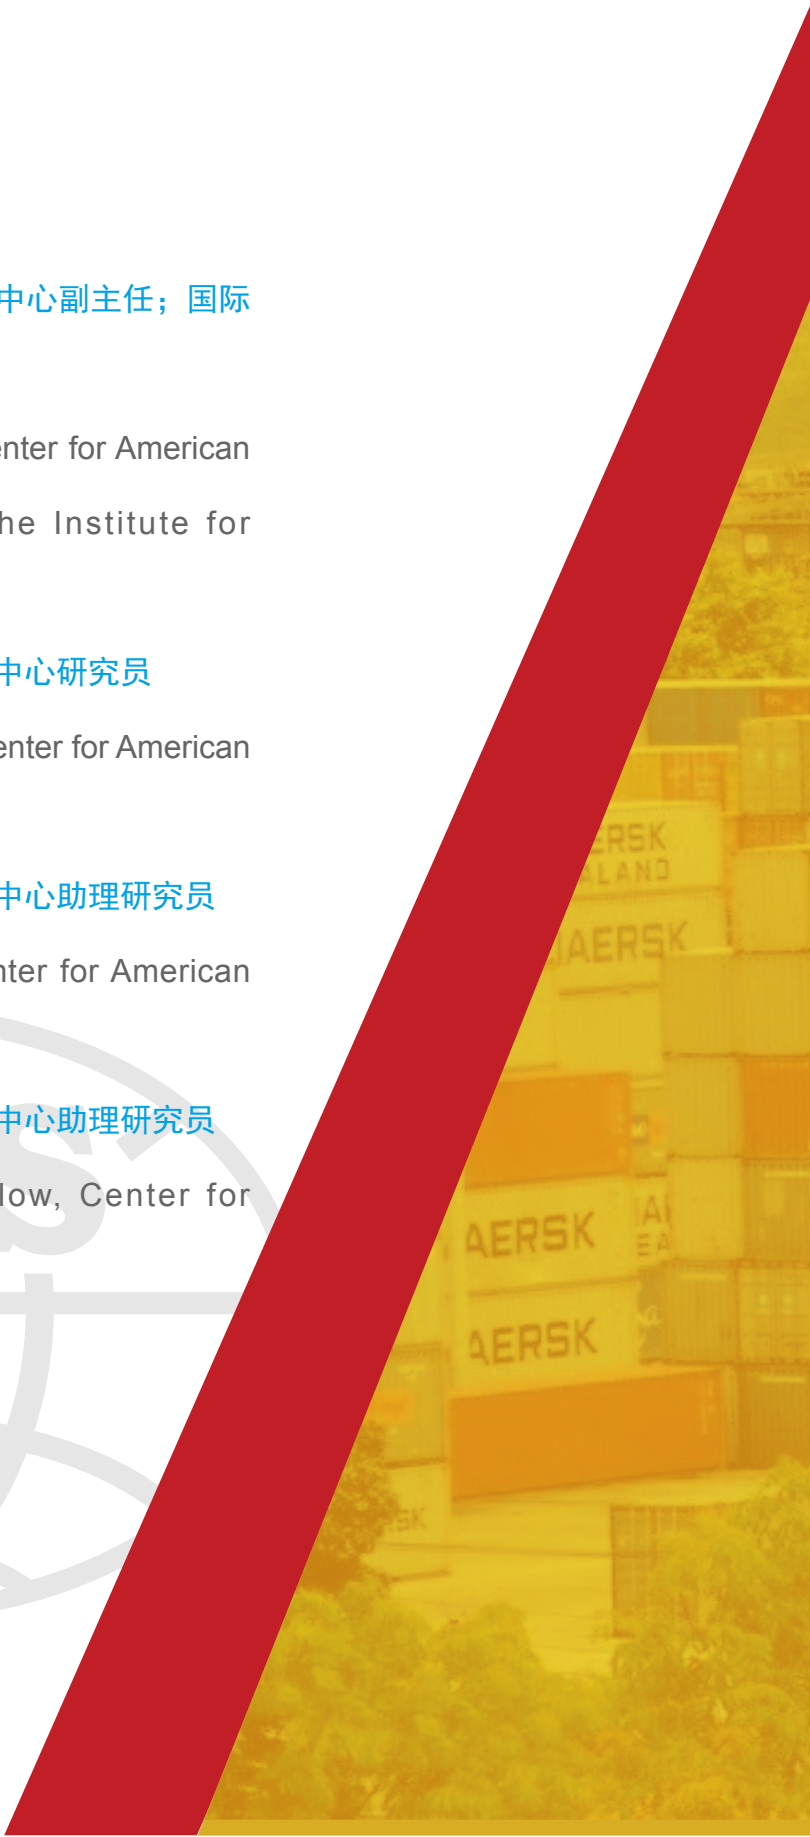 中心副主任；国际
enter for American
he Institute for
中心研究员
enter for American
中心助理研究员
nter for American
中心助理研究员
low, Center for
S
ERSK
ALAND
AERSK
AERSK
AERSK
SK